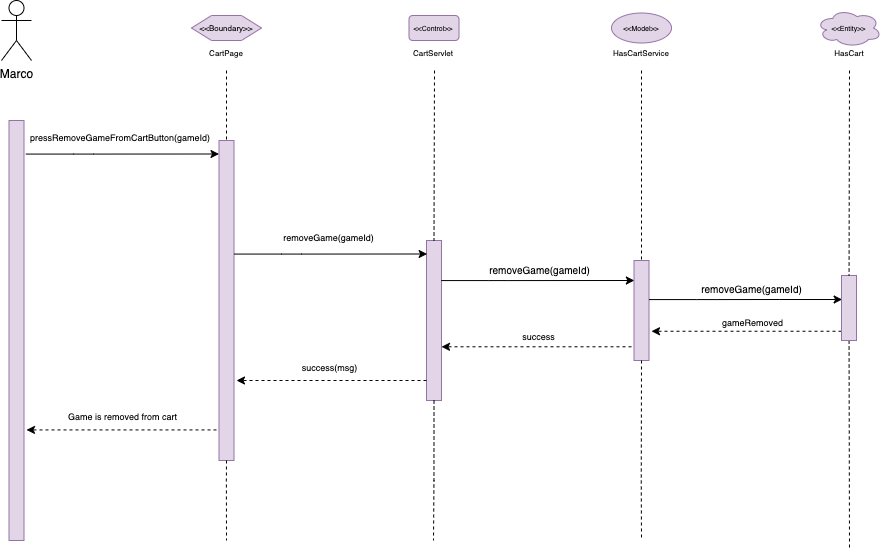 <<Boundary>>
<<Control>>
<<Model>>
<<Entity>>
CartPage
CartServlet
HasCartService
HasCart
Marco
pressRemoveGameFromCartButton(gameId)
removeGame(gameId)
removeGame(gameId)
removeGame(gameId)
gameRemoved
success
success(msg)
Game is removed from cart